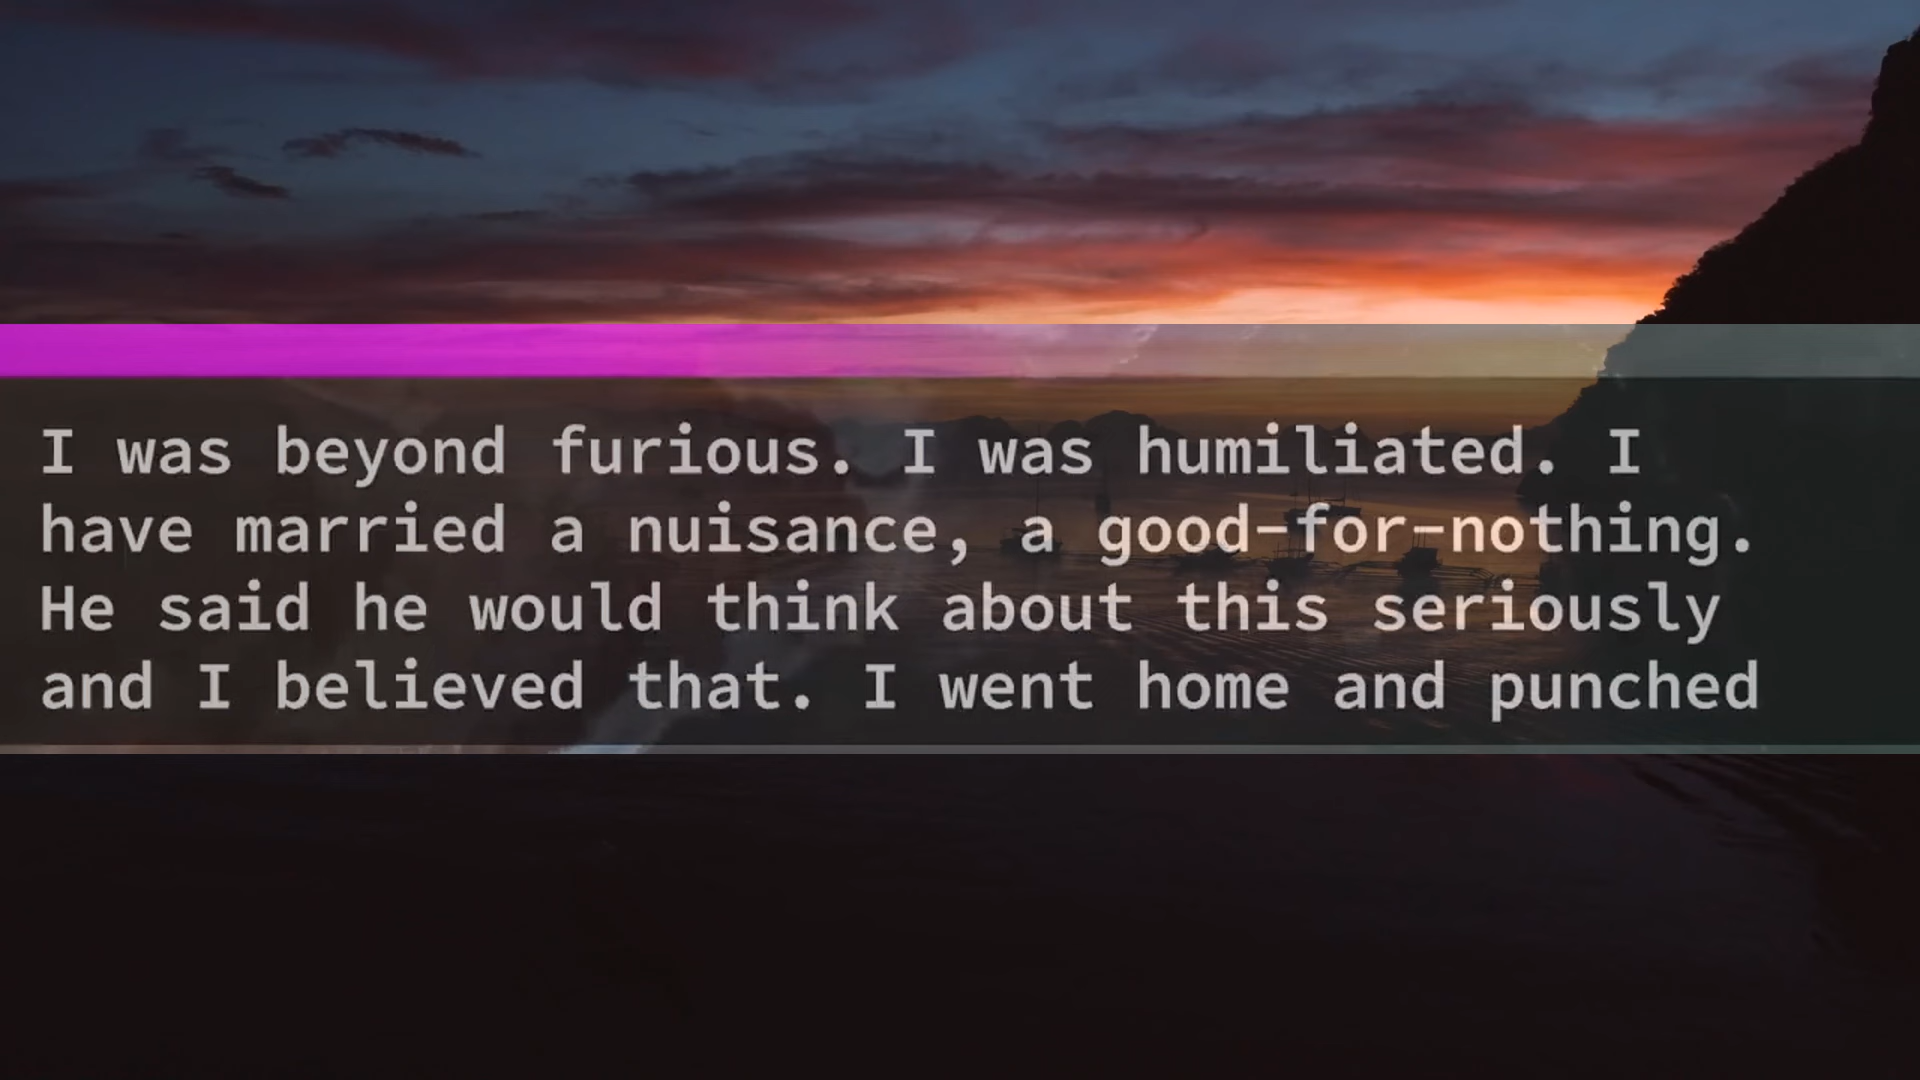 I was beyond furious. I was humiliated. I
have married a nuisance, a good-for-nothing.
He said he would think about this seriously
and I believed that. I went home and punched